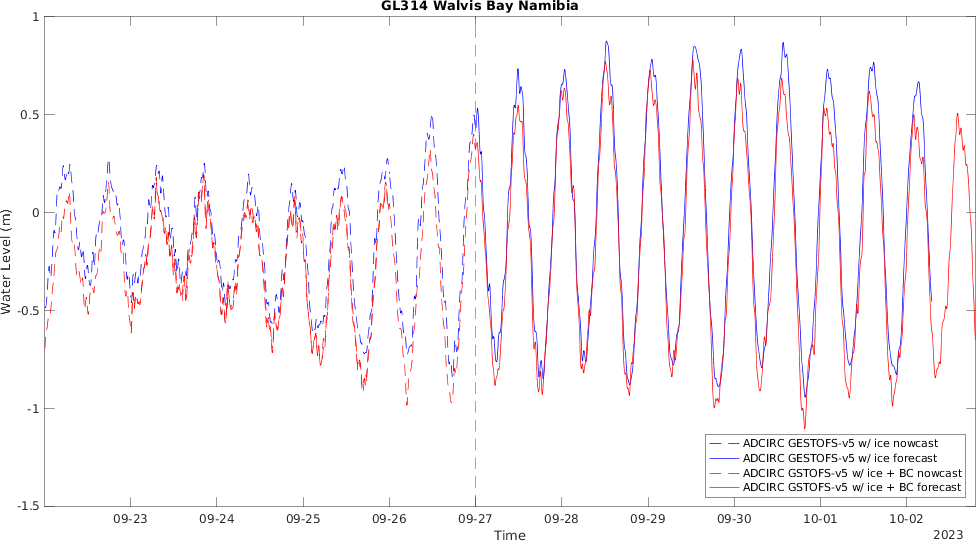 GL314 Walvis Bay Namibia
1
0.5
0
-0.5
-1
-1.5
Water Level (m)
ADCIRC GESTOFS-v5 w/ ice nowcast
ADCIRC GESTOFS-v5 w/ ice forecast
ADCIRC GSTOFS-v5 w/ ice + BC nowcast
ADCIRC GSTOFS-v5 w/ ice + BC forecast
09-23 09-24 09-25 09-26 09-27 09-28 09-29 09-30 10-01 10-02
Time
2023